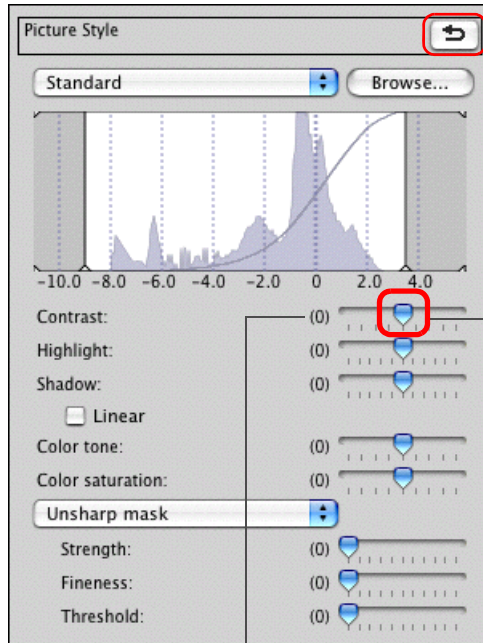 Picture Style
Standard Browse...
-10.0 -8.0 -6.0 -4.0 -2.0 0 2.0 4.0
Contrast: (0)
Highlight: (0)
Shadow: (0)
Linear
Color tone: (0)
Color saturation: (0)
Unsharp mask
Strength: (0)
Fineness: (0)
Threshold: (0)